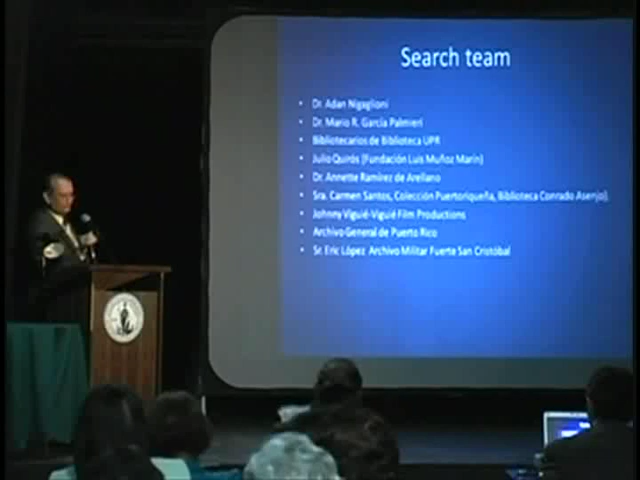 Search team
• Dr. Adan Nigaglioni
• Dr. Mario R. García Palmieri
• Bibliotecarios de Biblioteca UPR
• Julio Quirós (Fundación Luis Muñoz Marín)
• Dr. Annette Ramírez de Arellano
• Sra. Carmen Santos, Colección Puertoriqueña, Biblioteca Conrado Asenjo).
• Johnny Viguié-Viguié Film Productions
• Archivo General de Puerto Rico
• Sr. Eric López Archivo Militar Fuerte San Cristóbal